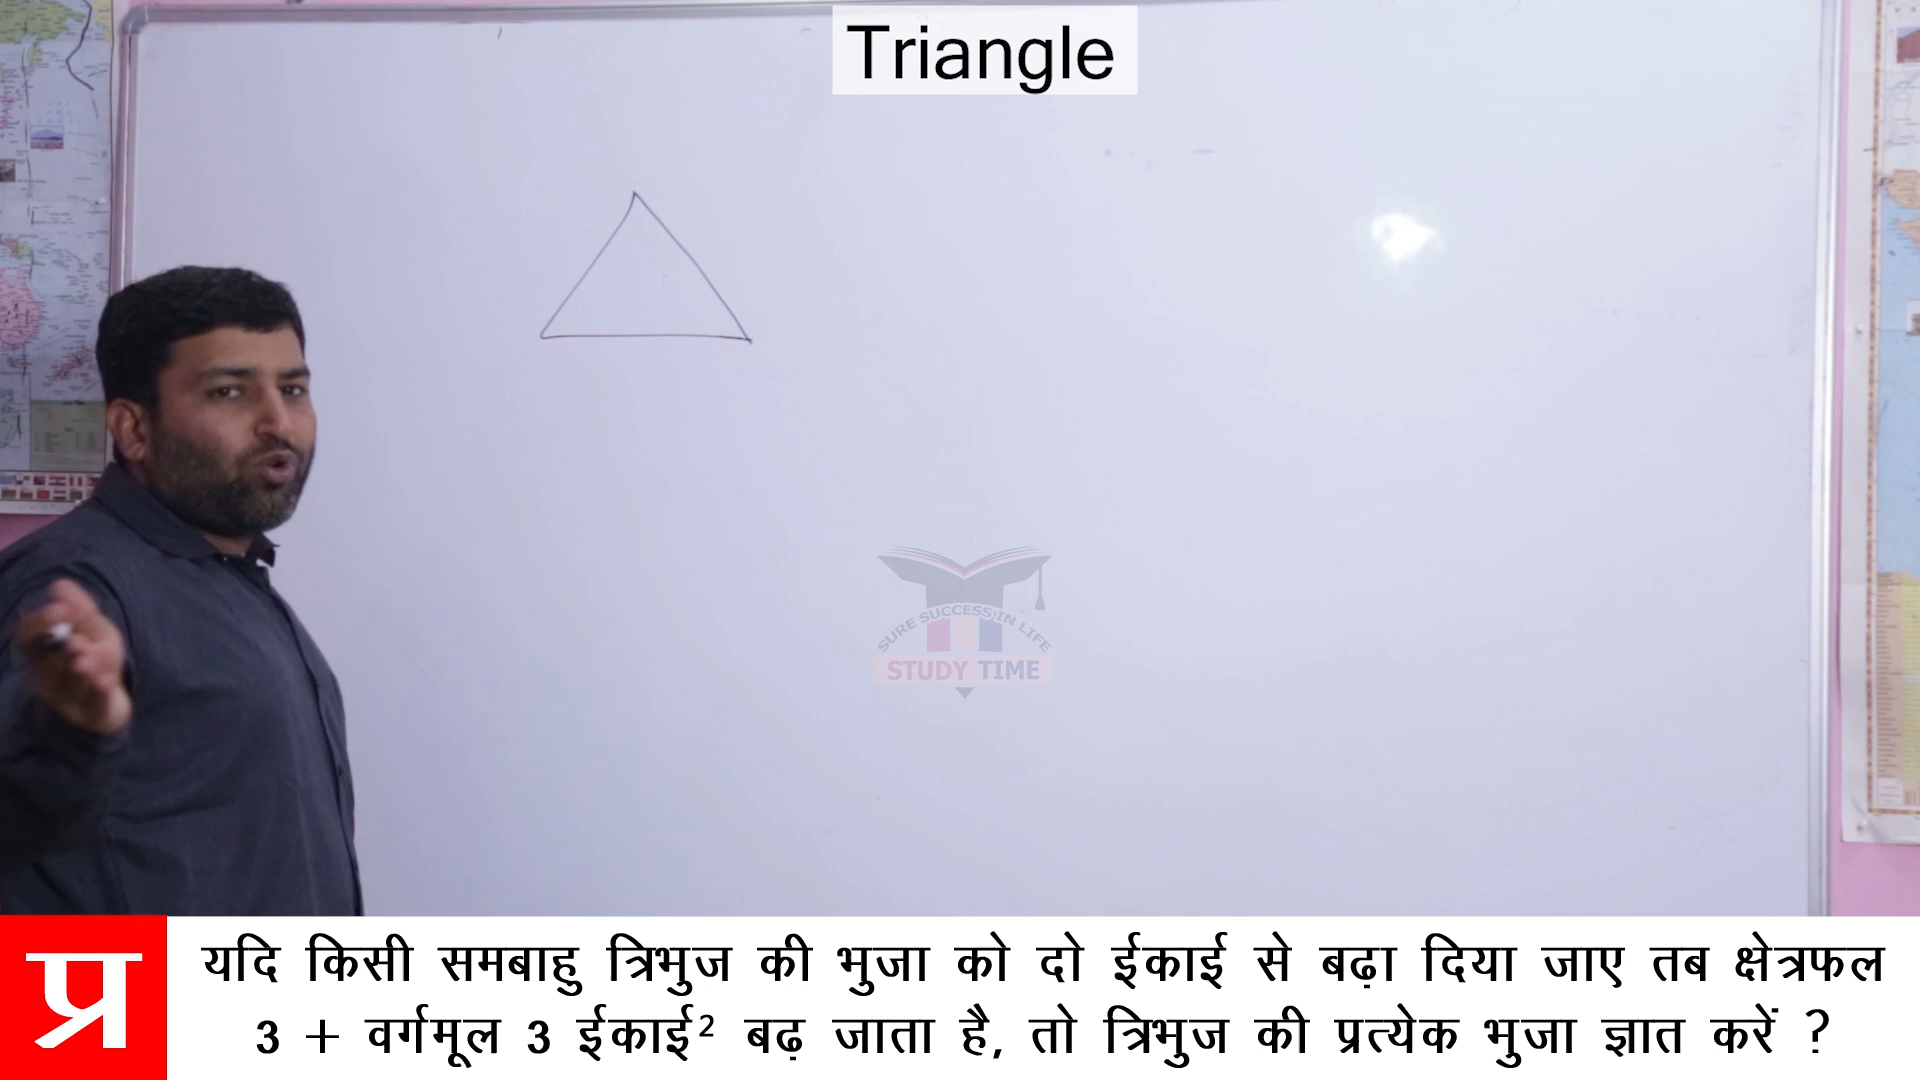 Triangle
SURE SUCCESS IN LIFE
STUDY TIME
प्र
यदि किसी समबाहु त्रिभुज की भुजा को दो ईकाई से बढ़ा दिया जाए तब क्षेत्रफल
3 + वर्गमूल 3 ईकाई² बढ़ जाता है, तो त्रिभुज की प्रत्येक भुजा ज्ञात करें ?